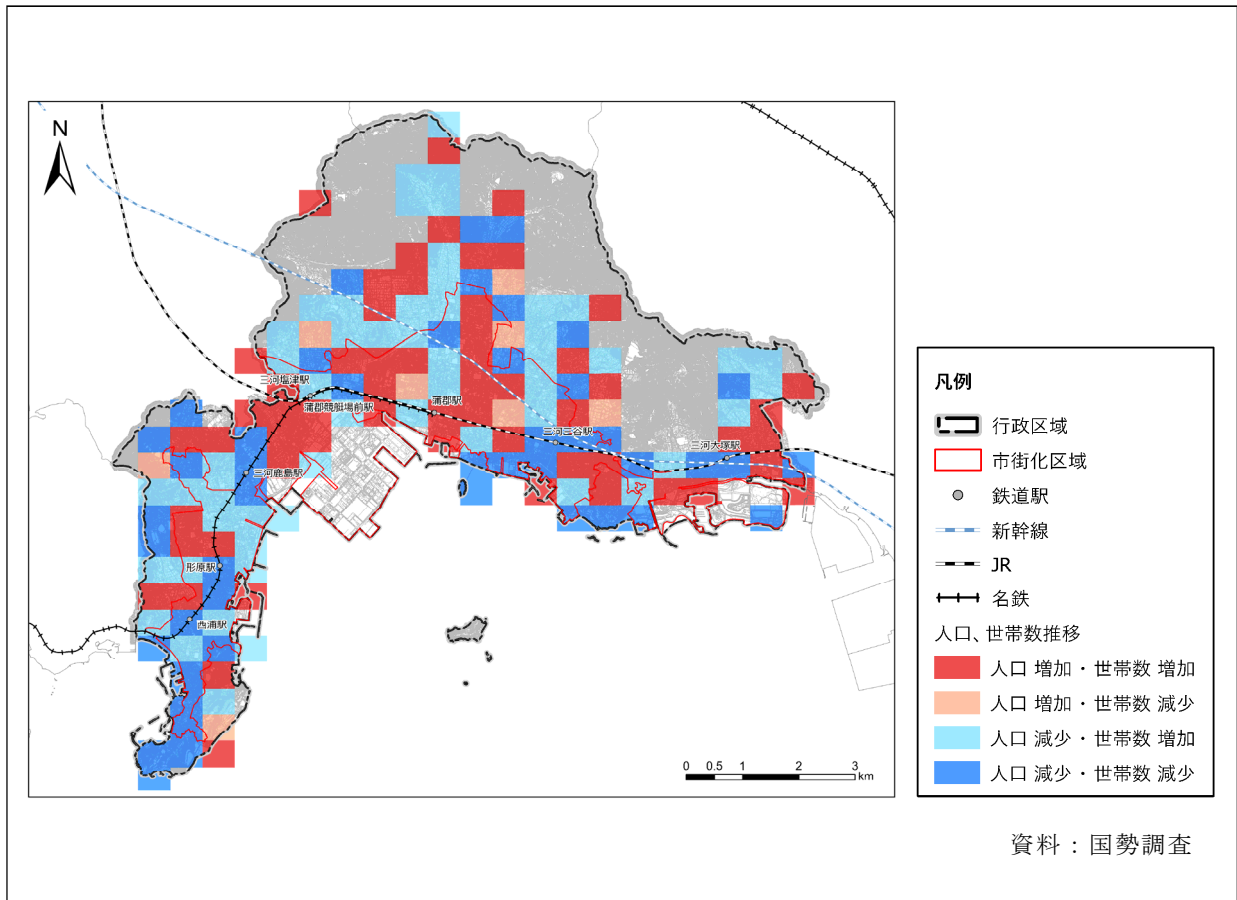 N
三河塩津駅
蒲郡競艇場前駅
蒲郡駅
三河三谷駅
三河大塚駅
三河鹿島駅
形原駅
西浦駅
0 0.5 1 2 3
km
凡例
行政区域
市街化区域
鉄道駅
新幹線
JR
名鉄
人口、世帯数推移
人口 増加・世帯数 増加
人口 増加・世帯数 減少
人口 減少・世帯数 増加
人口 減少・世帯数 減少
資料：国勢調査